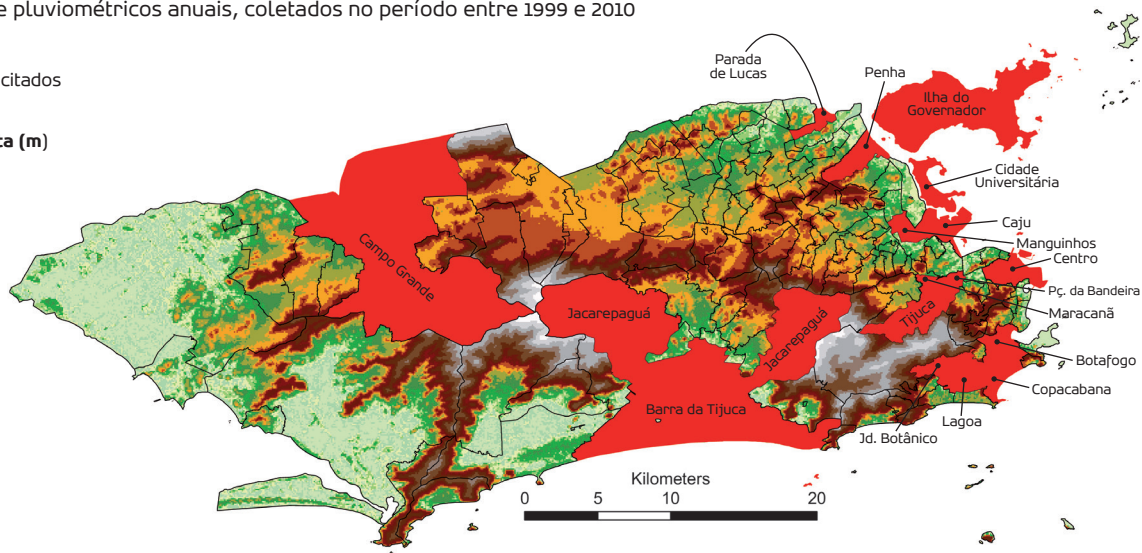 e pluviométricos anuais, coletados no período entre 1999 e 2010
citados
ta (m)
Parada
de Lucas
Penha
Ilha do
Governador
Cidade
Universitária
Caju
Manguinhos
Centro
Pç. da Bandeira
Maracanã
Tijuca
Botafogo
Copacabana
Lagoa
Jd. Botânico
Campo Grande
Jacarepaguá
Jacarepaguá
Barra da Tijuca
Kilometers
0 5 10 20